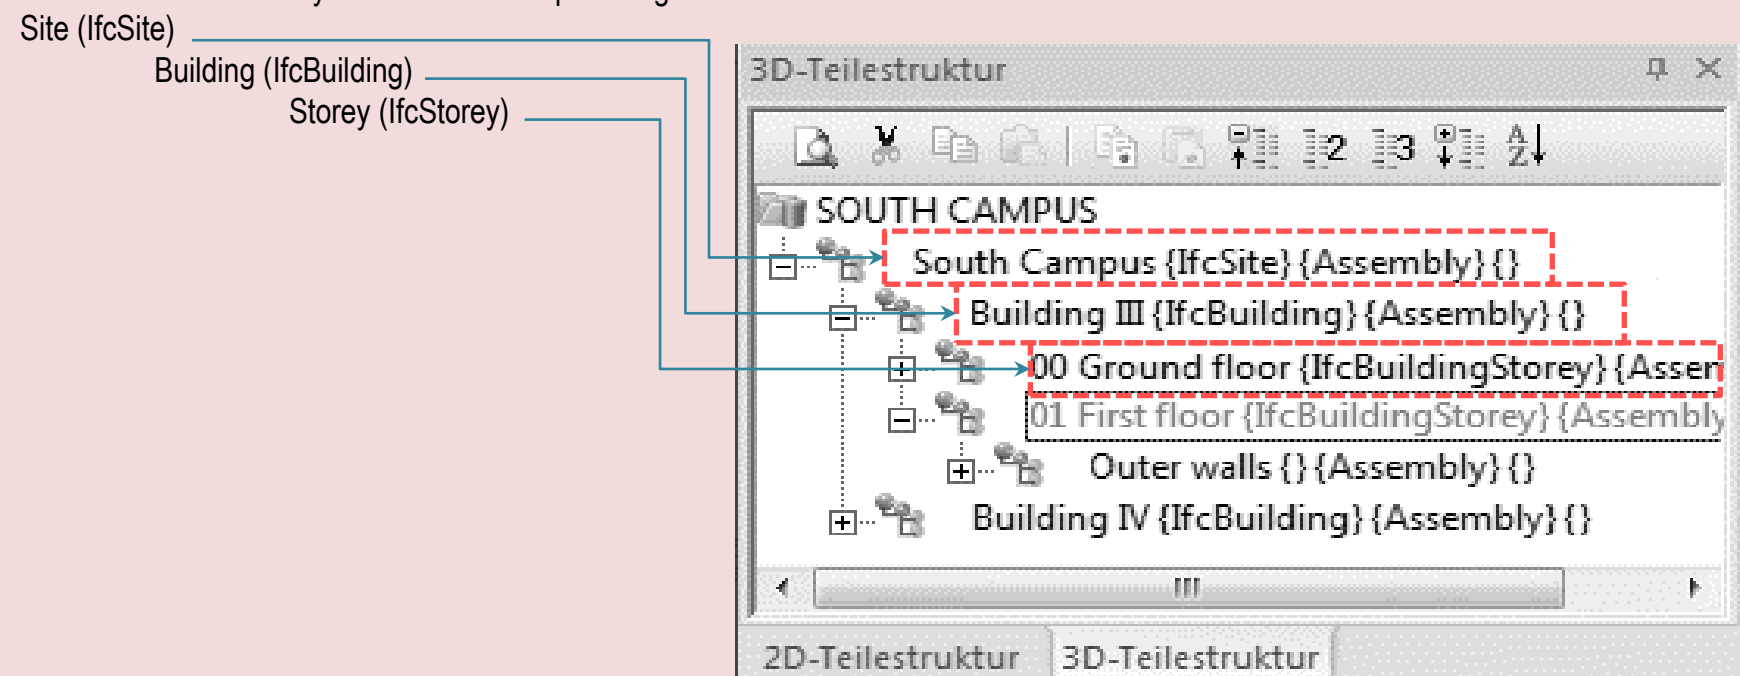 Site (IfcSite)
Building (IfcBuilding)
Storey (IfcStorey)
3D-Teilestruktur
2 3 A Z
SOUTH CAMPUS
South Campus {IfcSite} {Assembly} {}
Building III {IfcBuilding} {Assembly} {}
00 Ground floor {IfcBuildingStorey} {Assem
01 First floor {IfcBuildingStorey} {Assembly
Outer walls {} {Assembly} {}
Building IV {IfcBuilding} {Assembly} {}
2D-Teilestruktur 3D-Teilestruktur